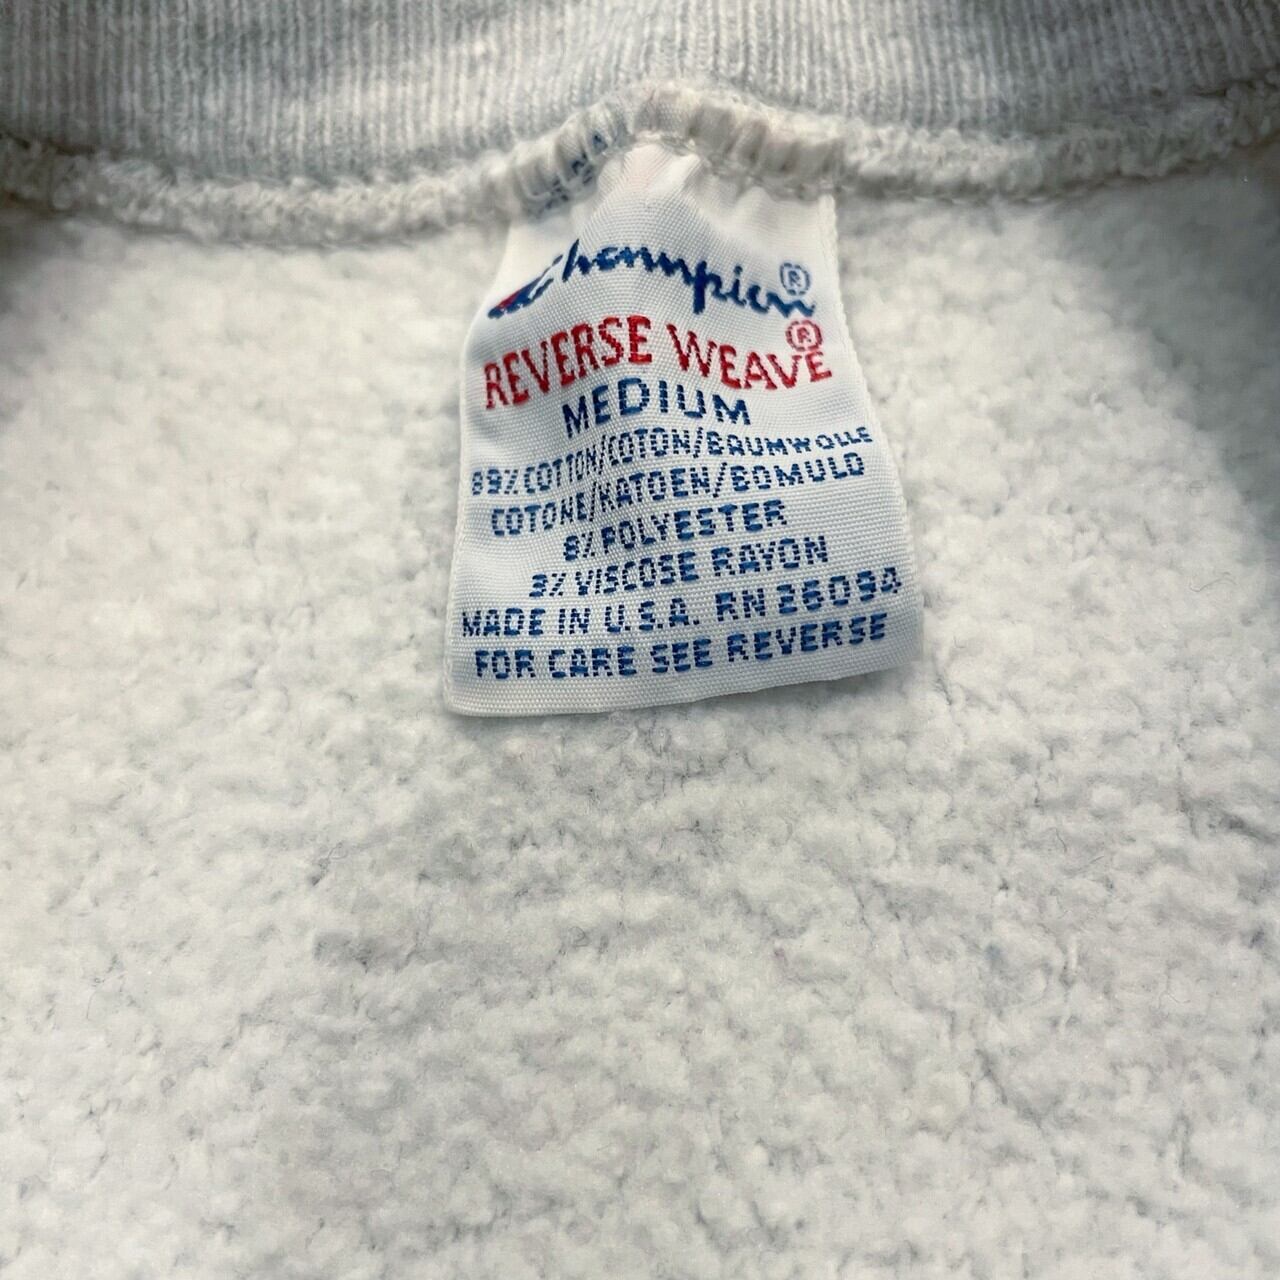 Champion®
REVERSE WEAVE®
MEDIUM
89% COTTON/COTON/BAUMWOLLE
COTONE/KATOEN/BOMULD
8% POLYESTER
3% VISCOSE RAYON
MADE IN U.S.A. RN 26094
FOR CARE SEE REVERSE